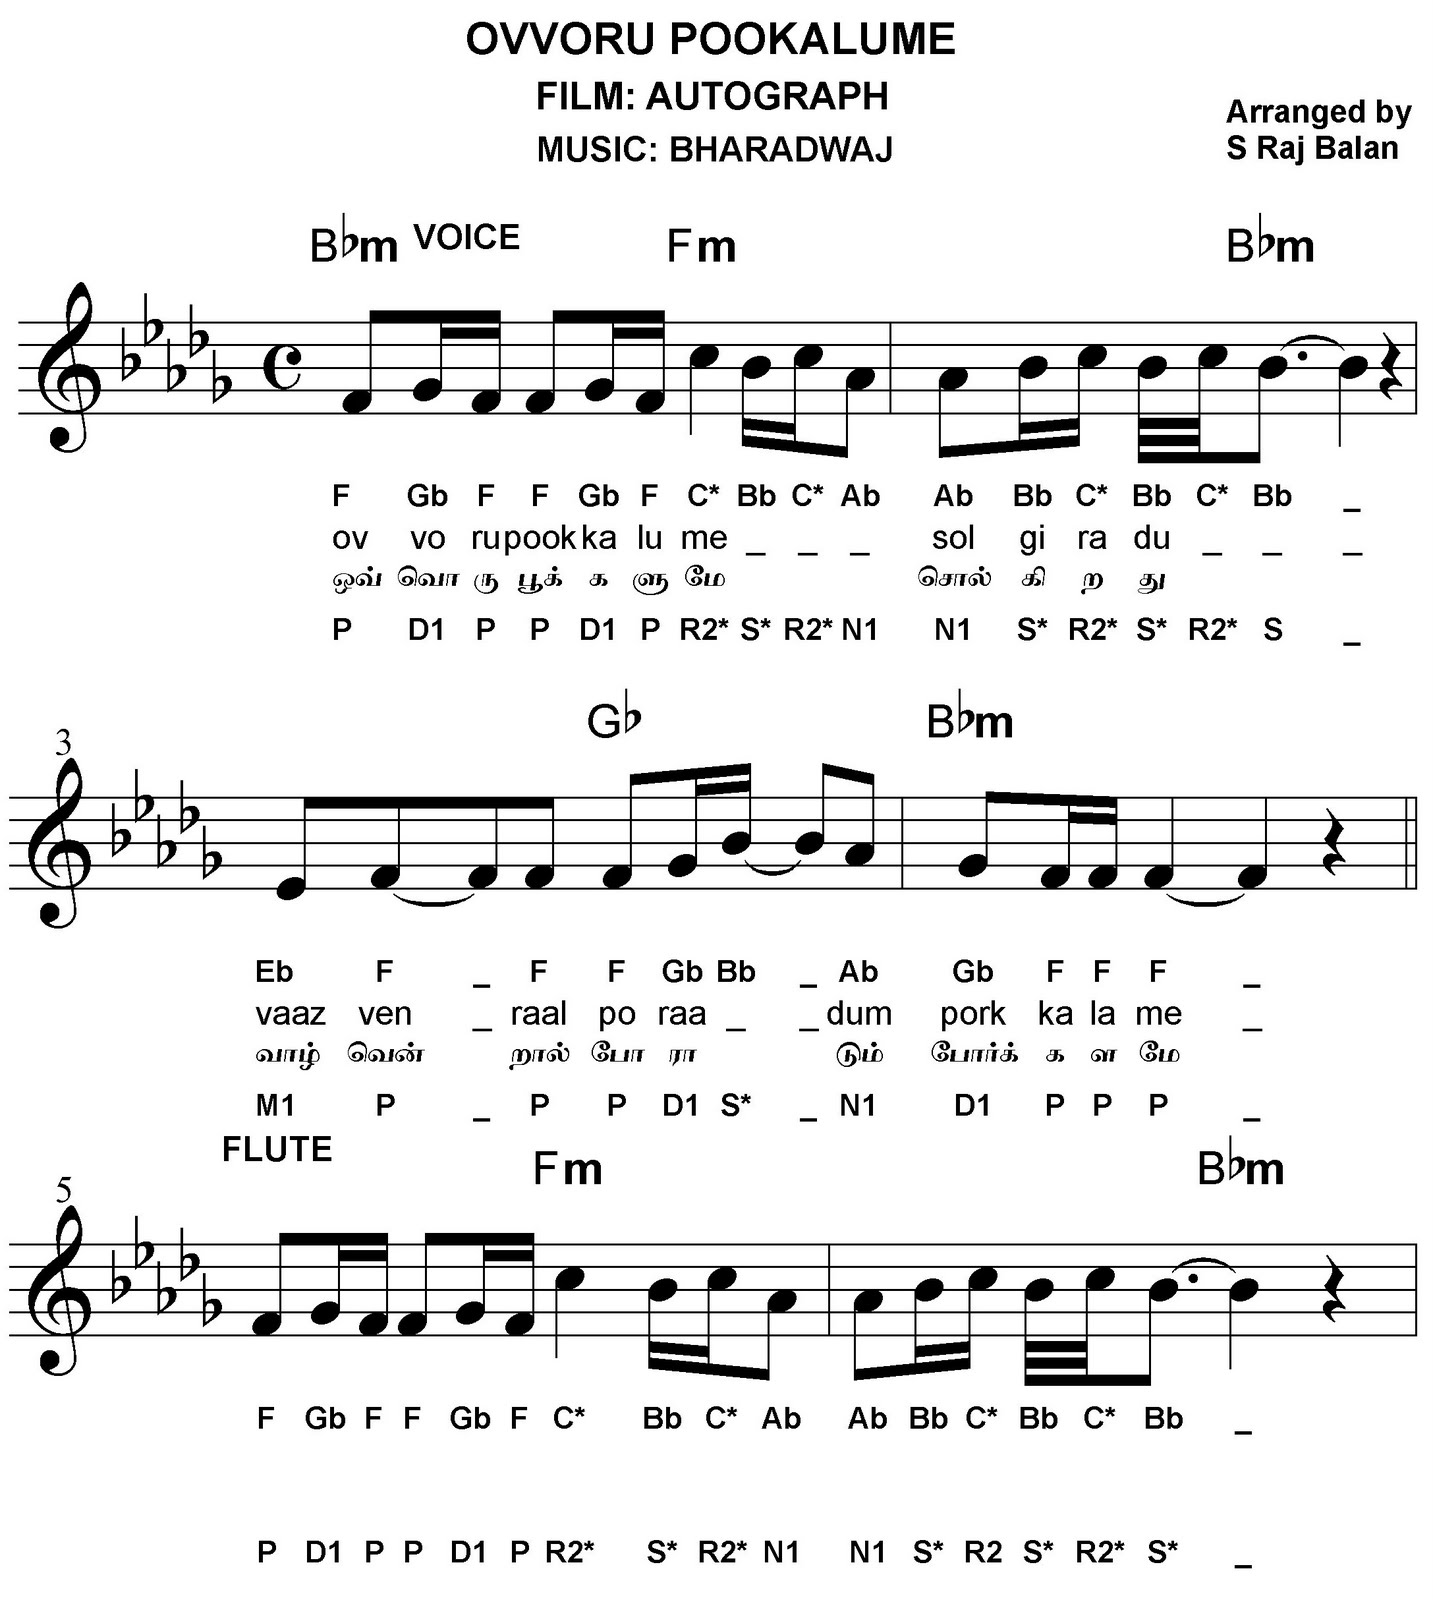 OVVORU POOKALUME
FILM: AUTOGRAPH
MUSIC: BHARADWAJ
Arranged by
S Raj Balan
B♭m VOICE Fm B♭m
F Gb F F Gb F C* Bb C* Ab Ab Bb C* Bb C* Bb _
ov vo ru pook ka lu me _ _ _ sol gi ra du _ _ _
ஒவ் வொ ரு பூக் க ளு மே சொல் கி ற து
P D1 P P D1 P R2* S* R2* N1 N1 S* R2* S* R2* S _
G♭ B♭m
3
Eb F _ F F Gb Bb _ Ab Gb F F F _
vaaz ven _ raal po raa _ _ dum pork ka la me _
வாழ் வென் றால் போ ரா டும் போர்க் க ள மே
M1 P _ P P D1 S* _ N1 D1 P P P _
FLUTE Fm B♭m
5
F Gb F F Gb F C* Bb C* Ab Ab Bb C* Bb C* Bb _
P D1 P P D1 P R2* S* R2* N1 N1 S* R2 S* R2* S* _